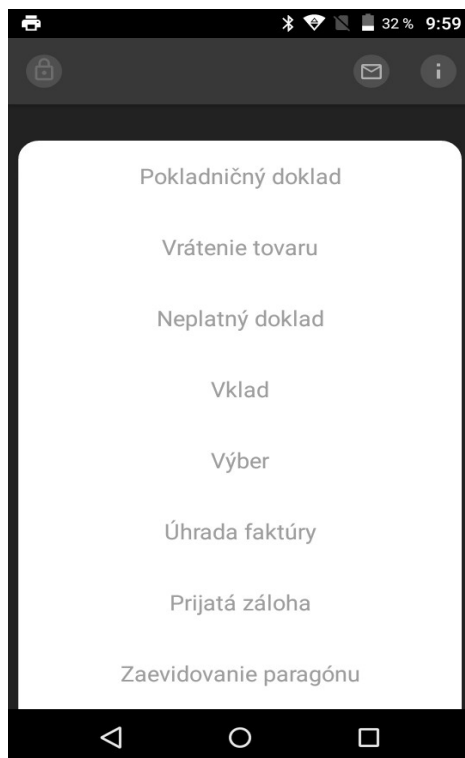 32 % 9:59
Pokladničný doklad
Vrátenie tovaru
Neplatný doklad
Vklad
Výber
Úhrada faktúry
Prijatá záloha
Zaevidovanie paragónu